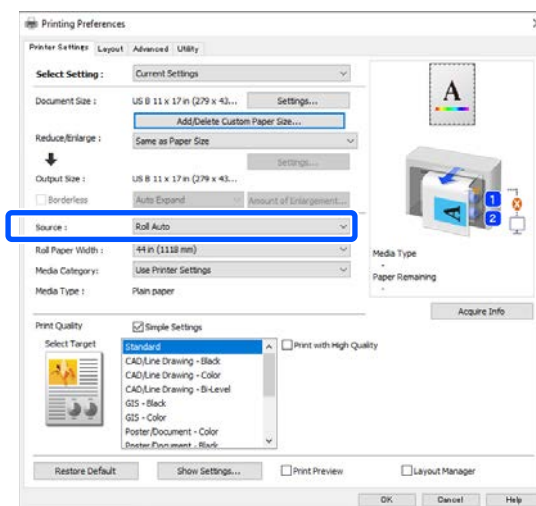 Printing Preferences
Printer Settings Layout Advanced Utility
Select Setting : Current Settings
Document Size : US B 11 x 17 in (279 x 43... Settings...
Add/Delete Custom Paper Size...
Reduce/Enlarge : Same as Paper Size
Settings...
Output Size : US B 11 x 17 in (279 x 43...
Borderless Auto Expand Amount of Enlargement...
Source : Roll Auto
Roll Paper Width : 44 in (1118 mm)
Media Category: Use Printer Settings
Media Type : Plain paper
A
A
1
2
Media Type
-
Paper Remaining
-
Acquire Info
Print Quality Simple Settings
Select Target
Standard
CAD/Line Drawing - Black
CAD/Line Drawing - Color
CAD/Line Drawing - Bi-Level
GIS - Black
GIS - Color
Poster/Document - Color
Poster/Document - Black
Print with High Quality
Restore Default Show Settings... Print Preview Layout Manager
OK Cancel Help